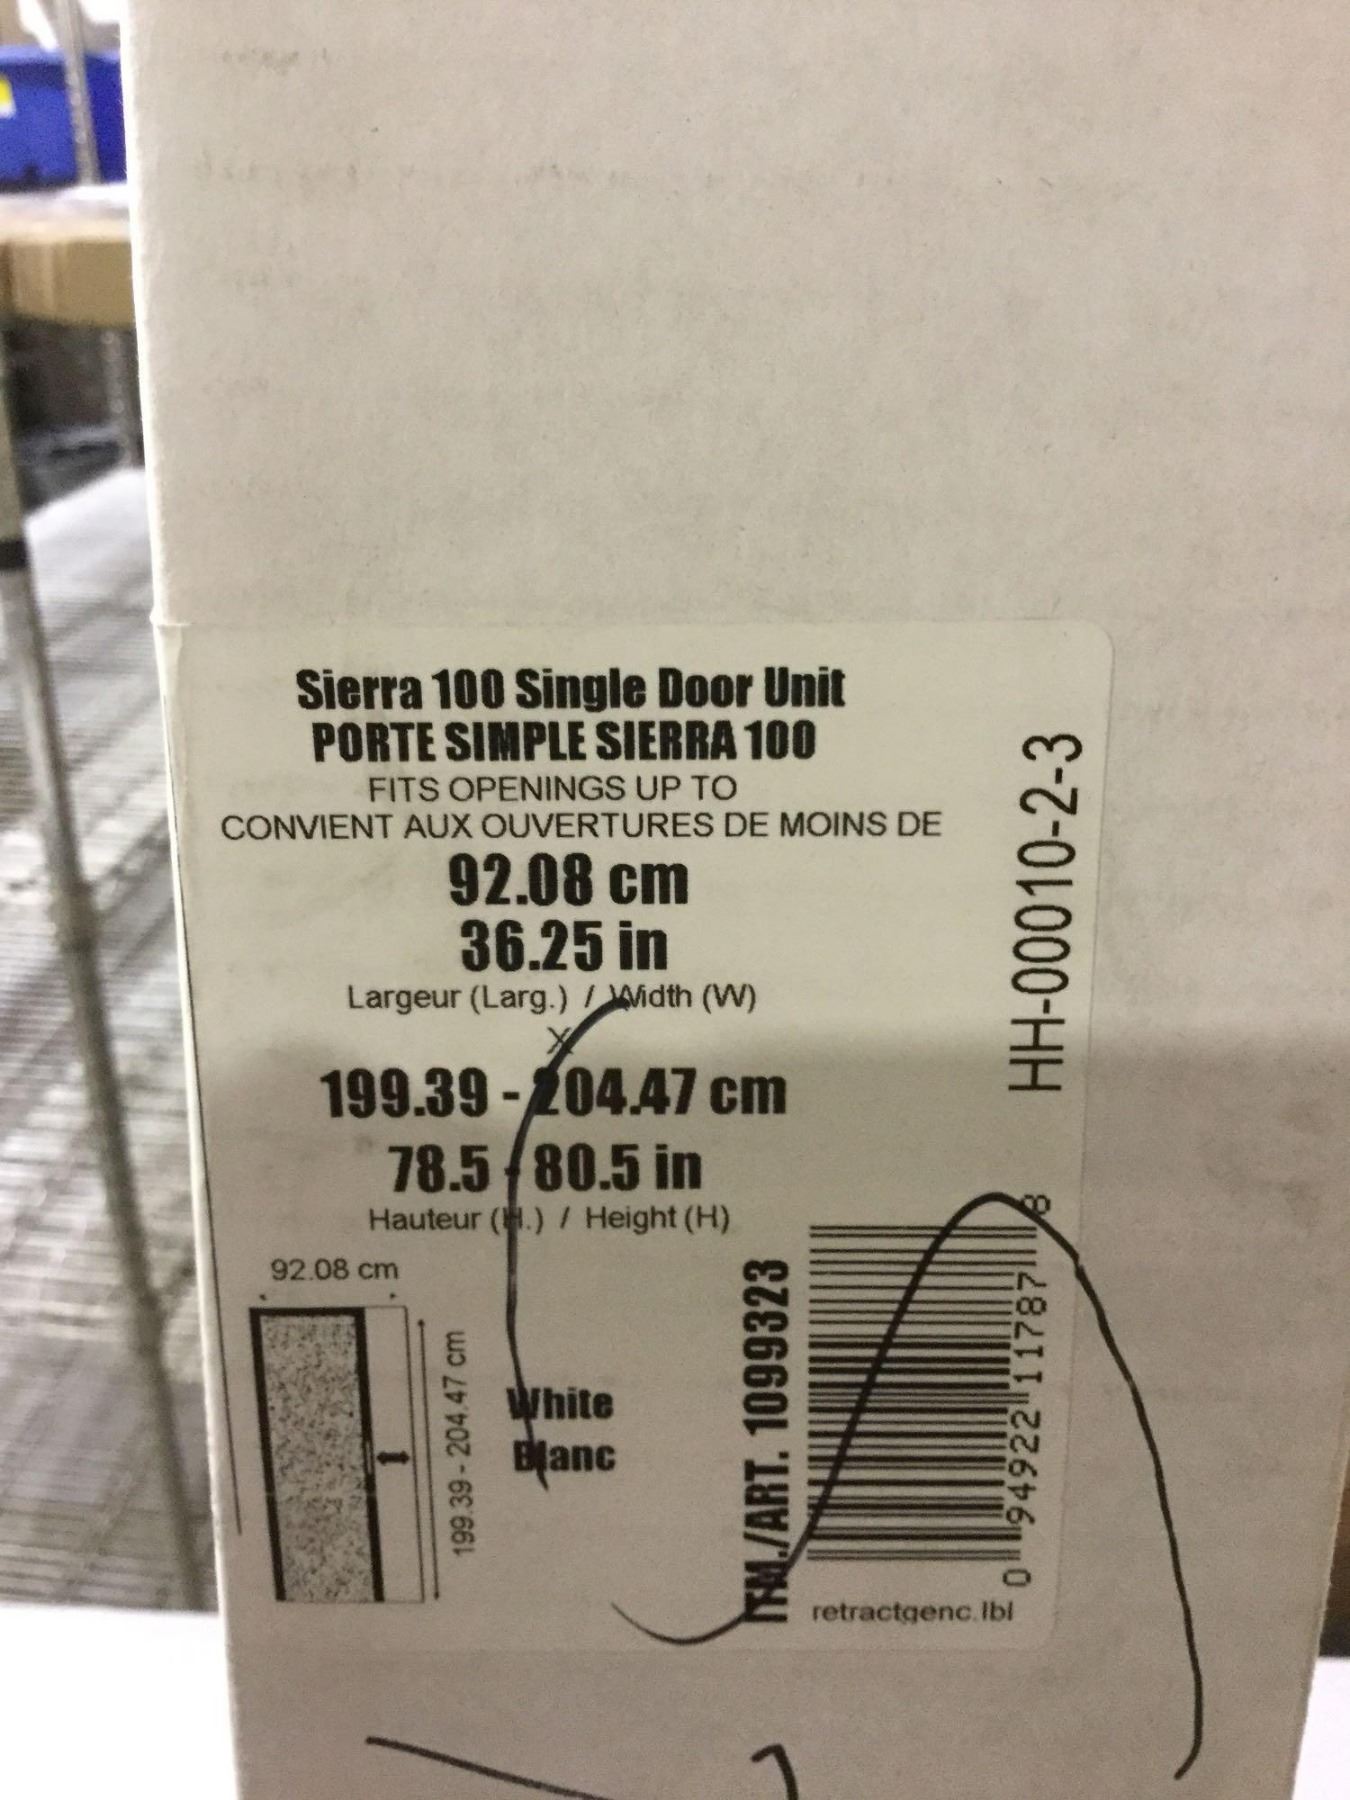 Sierra 100 Single Door Unit
PORTE SIMPLE SIERRA 100
FITS OPENINGS UP TO
CONVIENT AUX OUVERTURES DE MOINS DE
92.08 cm
36.25 in
Largeur (Larg.) / Width (W)
X
199.39 - 204.47 cm
78.5 - 80.5 in
Hauteur (H.) / Height (H)
92.08 cm
199.39 - 204.47 cm
White
Blanc
ITM./ART. 1099323
0 94922 11787 8
retractgenc.lbl
HH-00010-2-3